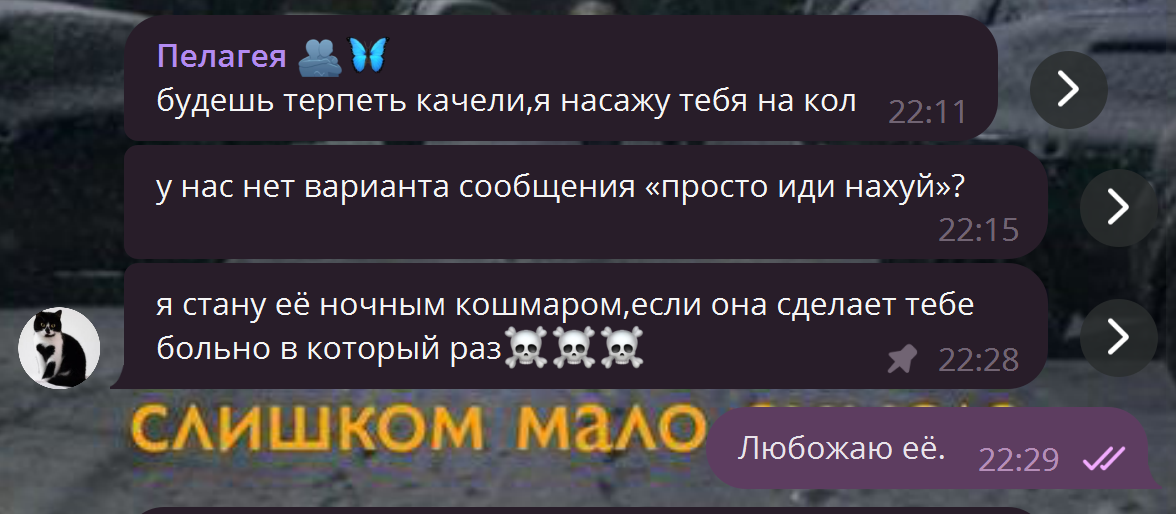 Пелагея 🫂🦋
будешь терпеть качели,я насажу тебя на кол 22:11
у нас нет варианта сообщения «просто иди нахуй»?
22:15
я стану её ночным кошмаром,если она сделает тебе
больно в который раз☠️☠️☠️ 22:28
слишком мало
Любожаю её. 22:29